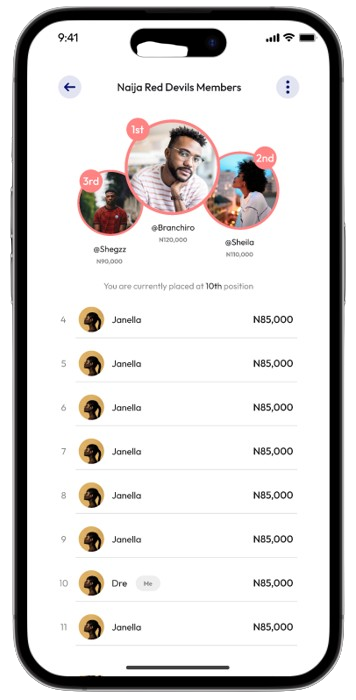 9:41
Naija Red Devils Members
1st
2nd
3rd
@Branchiro
N120,000
@Sheila
N110,000
@Shegzz
N90,000
You are currently placed at 10th position
4 Janella N85,000
5 Janella N85,000
6 Janella N85,000
7 Janella N85,000
8 Janella N85,000
9 Janella N85,000
10 Dre Me N85,000
11 Janella N85,000